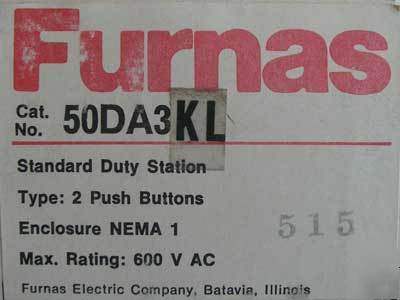 Furnas
Cat. No. 50DA3KL
Standard Duty Station
Type: 2 Push Buttons
Enclosure NEMA 1
515
Max. Rating: 600 V AC
Furnas Electric Company, Batavia, Illinois